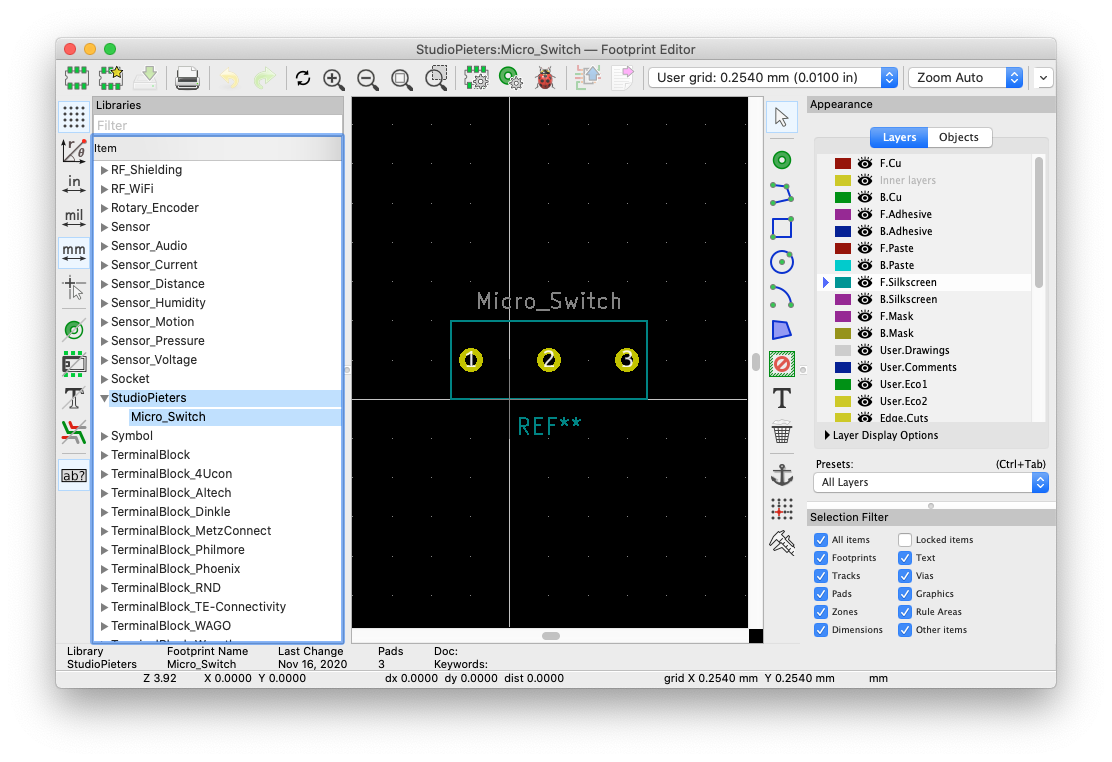 StudioPieters:Micro_Switch — Footprint Editor
User grid: 0.2540 mm (0.0100 in)
Zoom Auto
Libraries
Filter
Item
RF_Shielding
RF_WiFi
Rotary_Encoder
Sensor
Sensor_Audio
Sensor_Current
Sensor_Distance
Sensor_Humidity
Sensor_Motion
Sensor_Pressure
Sensor_Voltage
Socket
StudioPieters
Micro_Switch
Symbol
TerminalBlock
TerminalBlock_4Ucon
TerminalBlock_Altech
TerminalBlock_Dinkle
TerminalBlock_MetzConnect
TerminalBlock_Philmore
TerminalBlock_Phoenix
TerminalBlock_RND
TerminalBlock_TE-Connectivity
TerminalBlock_WAGO
in
mil
mm
ab?
Micro_Switch
1 2 3
REF**
T
Appearance
Layers Objects
F.Cu
Inner layers
B.Cu
F.Adhesive
B.Adhesive
F.Paste
B.Paste
F.Silkscreen
B.Silkscreen
F.Mask
B.Mask
User.Drawings
User.Comments
User.Eco1
User.Eco2
Edge.Cuts
Layer Display Options
Presets: (Ctrl+Tab)
All Layers
Selection Filter
All items Locked items
Footprints Text
Tracks Vias
Pads Graphics
Zones Rule Areas
Dimensions Other items
Library Footprint Name Last Change Pads Doc:
StudioPieters Micro_Switch Nov 16, 2020 3 Keywords:
Z 3.92 X 0.0000 Y 0.0000 dx 0.0000 dy 0.0000 dist 0.0000 grid X 0.2540 mm Y 0.2540 mm mm